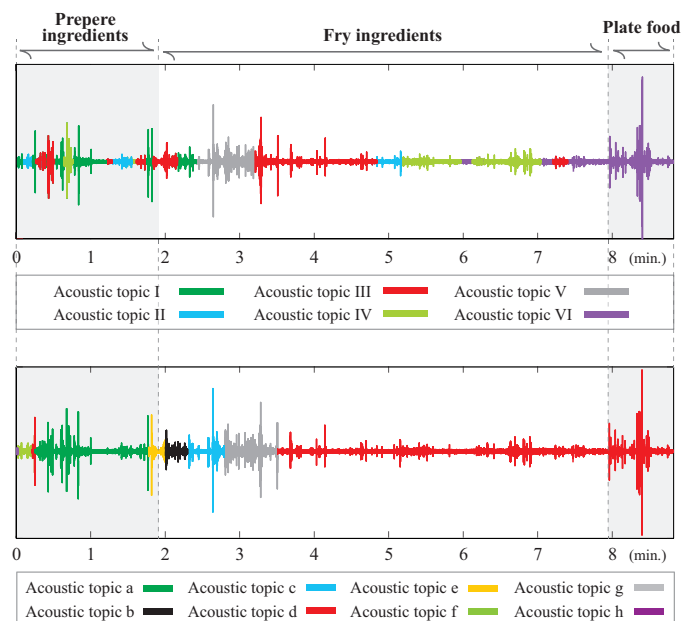 Prepere
ingredients
Fry ingredients
Plate food
0 1 2 3 4 5 6 7 8 (min.)
Acoustic topic I Acoustic topic III Acoustic topic V
Acoustic topic II Acoustic topic IV Acoustic topic VI
0 1 2 3 4 5 6 7 8 (min.)
Acoustic topic a Acoustic topic c Acoustic topic e Acoustic topic g
Acoustic topic b Acoustic topic d Acoustic topic f Acoustic topic h